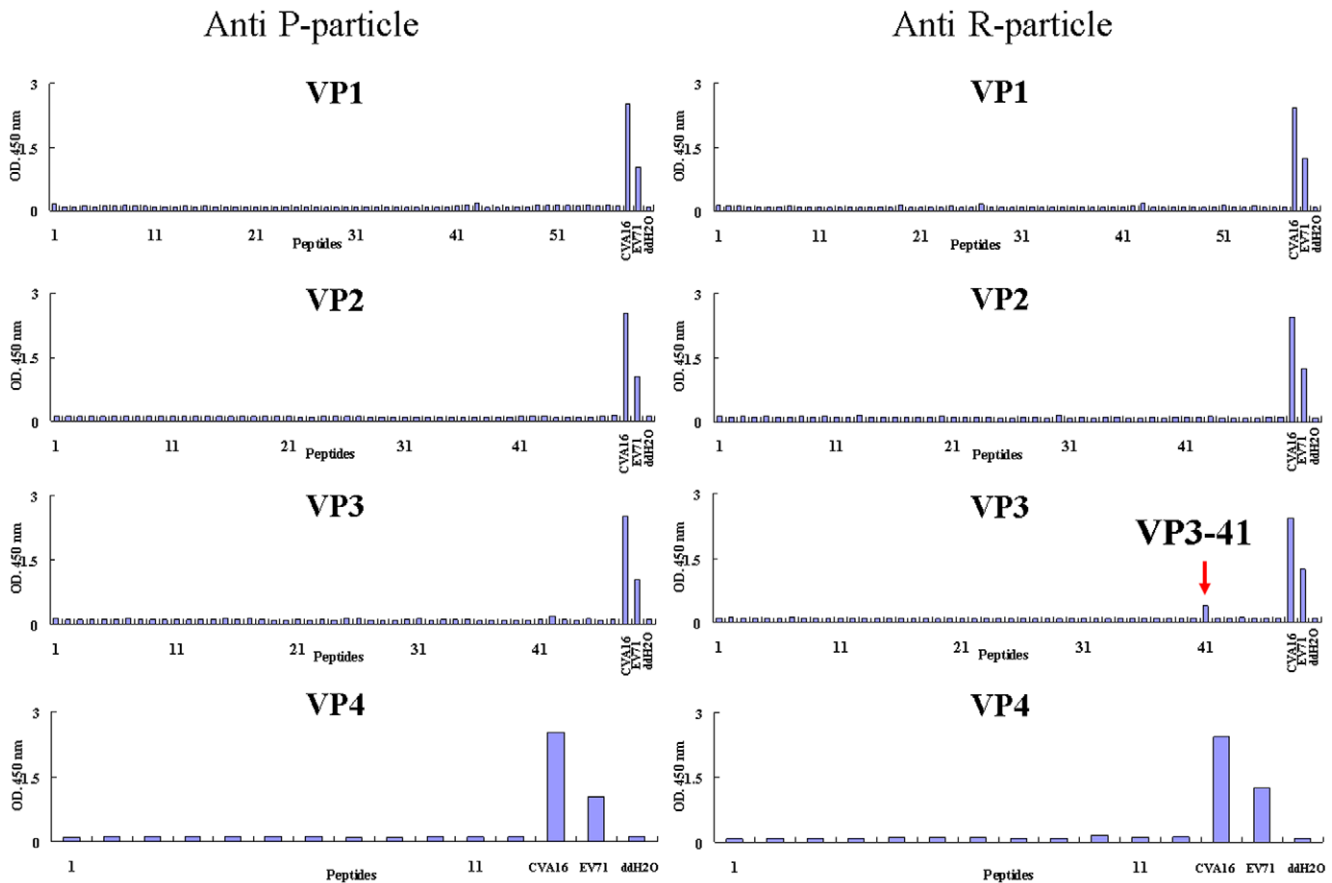 Anti P-particle
Anti R-particle
VP1
OD. 450 nm
3
1.5
0
1 11 21 31 41 51
Peptides
CVA16
EV71
ddH2O
VP1
OD. 450 nm
3
1.5
0
1 11 21 31 41 51
Peptides
CVA16
EV71
ddH2O
VP2
OD. 450 nm
3
1.5
0
1 11 21 31 41
Peptides
CVA16
EV71
ddH2O
VP2
OD. 450 nm
3
1.5
0
1 11 21 31 41
Peptides
CVA16
EV71
ddH2O
VP3
OD. 450 nm
3
1.5
0
1 11 21 31 41
Peptides
CVA16
EV71
ddH2O
VP3
VP3-41
OD. 450 nm
3
1.5
0
1 11 21 31 41
Peptides
CVA16
EV71
ddH2O
VP4
OD. 450 nm
3
1.5
0
1 11 CVA16 EV71 ddH2O
Peptides
VP4
OD. 450 nm
3
1.5
0
1 11 CVA16 EV71 ddH2O
Peptides